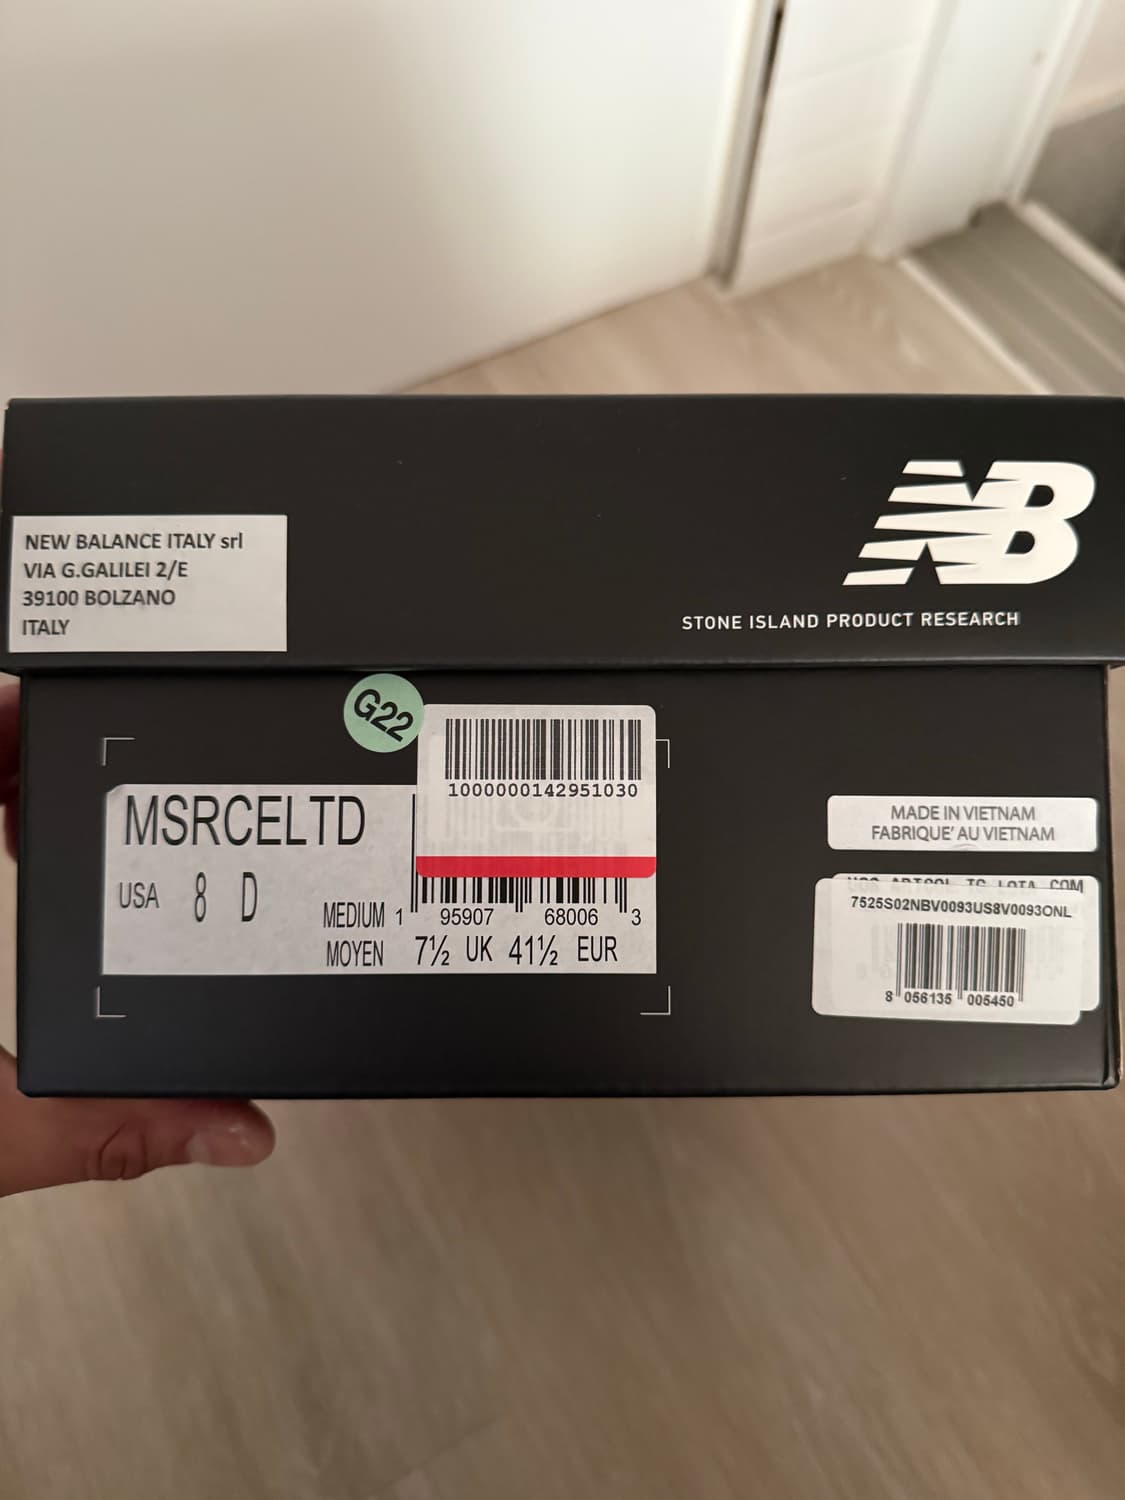 NB
STONE ISLAND PRODUCT RESEARCH
NEW BALANCE ITALY srl
VIA G.GALILEI 2/E
39100 BOLZANO
ITALY
G22
1000000142951030
MSRCELTD
USA 8 D
MEDIUM
MOYEN
1 95907 68006 3
7½ UK 41½ EUR
MADE IN VIETNAM
FABRIQUE' AU VIETNAM
COM
7525S02NBV0093US8V0093ONL
8 056135 005450